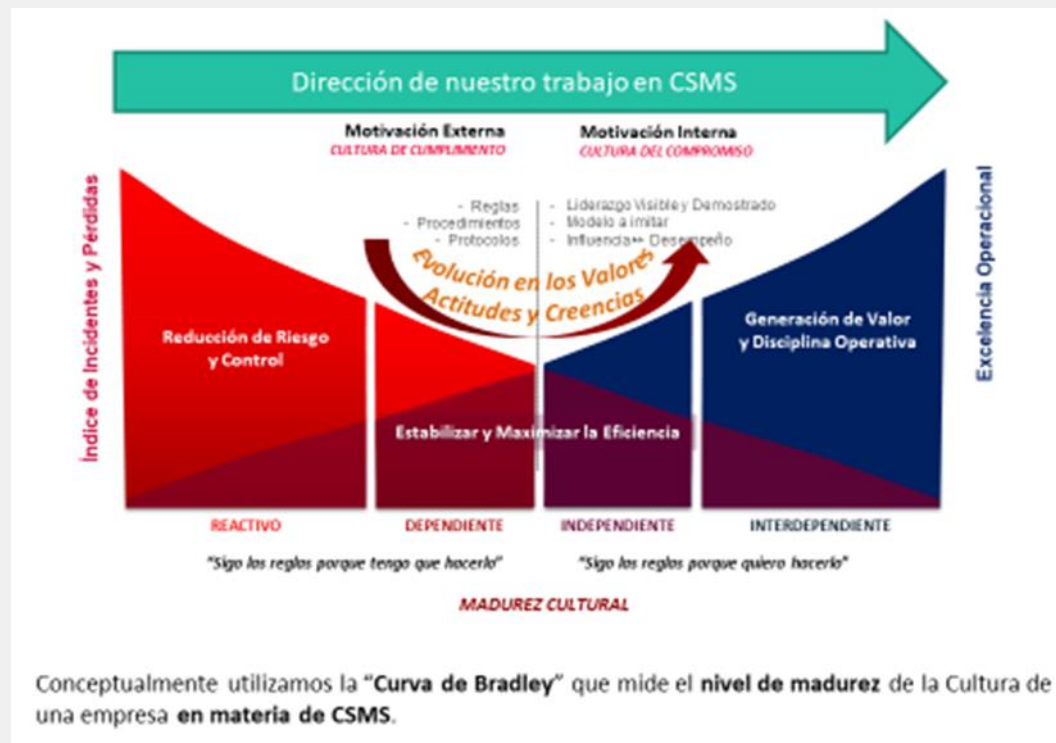 Dirección de nuestro trabajo en CSMS
Motivación Externa
CULTURA DE CUMPLIMIENTO
Motivación Interna
CULTURA DEL COMPROMISO
- Reglas
- Procedimientos
- Protocolos
- Liderazgo Visible y Demostrado
- Modelo a imitar
- Influencia↔ Desempeño
Evolución en los Valores
Actitudes y Creencias
Índice de Incidentes y Pérdidas
Excelencia Operacional
Reducción de Riesgo
y Control
Generación de Valor
y Disciplina Operativa
Estabilizar y Maximizar la Eficiencia
REACTIVO
DEPENDIENTE
INDEPENDIENTE
INTERDEPENDIENTE
"Sigo las reglas porque tengo que hacerlo"
"Sigo las reglas porque quiero hacerlo"
MADUREZ CULTURAL
Conceptualmente utilizamos la "Curva de Bradley" que mide el nivel de madurez de la Cultura de
una empresa en materia de CSMS.